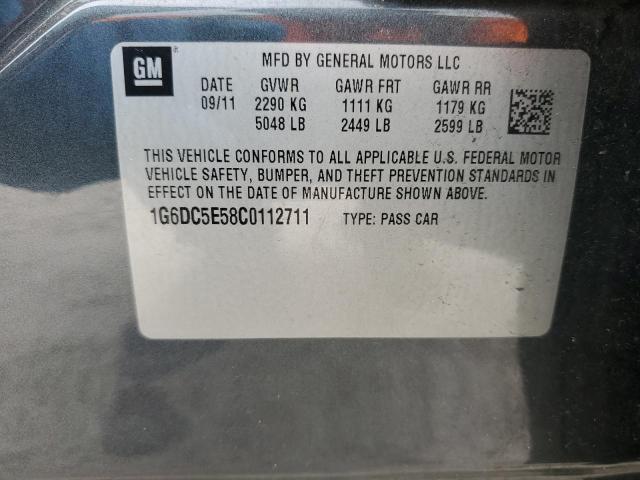 GM
MFD BY GENERAL MOTORS LLC
DATE GVWR GAWR FRT GAWR RR
09/11 2290 KG 1111 KG 1179 KG
5048 LB 2449 LB 2599 LB
THIS VEHICLE CONFORMS TO ALL APPLICABLE U.S. FEDERAL MOTOR
VEHICLE SAFETY, BUMPER, AND THEFT PREVENTION STANDARDS IN
EFFECT ON THE DATE OF MANUFACTURE SHOWN ABOVE.
1G6DC5E58C0112711 TYPE: PASS CAR